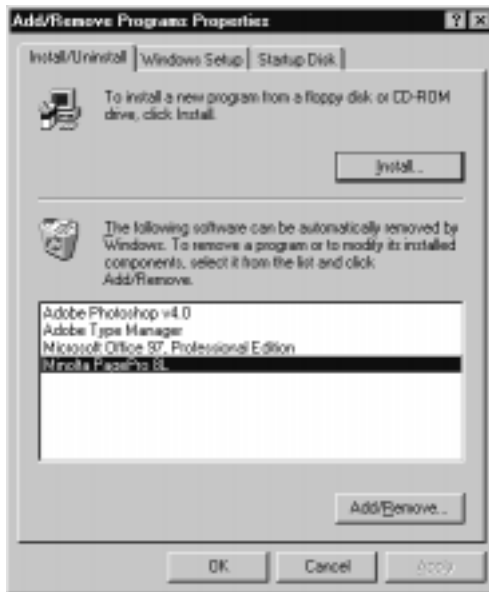 Add/Remove Programs Properties
Install/Uninstall
Windows Setup
Startup Disk
To install a new program from a floppy disk or CD-ROM
drive, click Install.
Install...
The following software can be automatically removed by
Windows. To remove a program or to modify its installed
components, select it from the list and click
Add/Remove.
Adobe Photoshop v4.0
Adobe Type Manager
Microsoft Office 97, Professional Edition
Minolta PagePro 8L
Add/Remove...
OK
Cancel
Apply